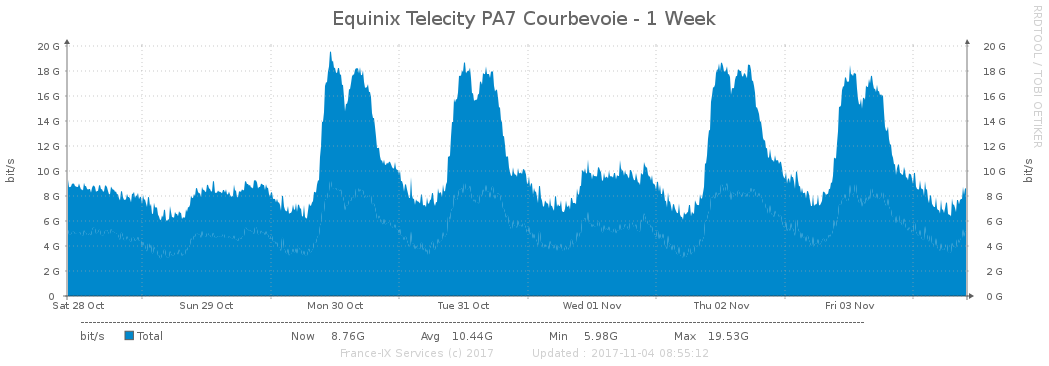 Equinix Telecity PA7 Courbevoie - 1 Week
RRDTOOL / TOBI OETIKER
bit/s
20 G 20 G
18 G 18 G
16 G 16 G
14 G 14 G
12 G 12 G
10 G 10 G
8 G 8 G
6 G 6 G
4 G 4 G
2 G 2 G
0 0 G
bit/s
Sat 28 Oct Sun 29 Oct Mon 30 Oct Tue 31 Oct Wed 01 Nov Thu 02 Nov Fri 03 Nov
bit/s Total Now 8.76G Avg 10.44G Min 5.98G Max 19.53G
France-IX Services (c) 2017 Updated : 2017-11-04 08:55:12